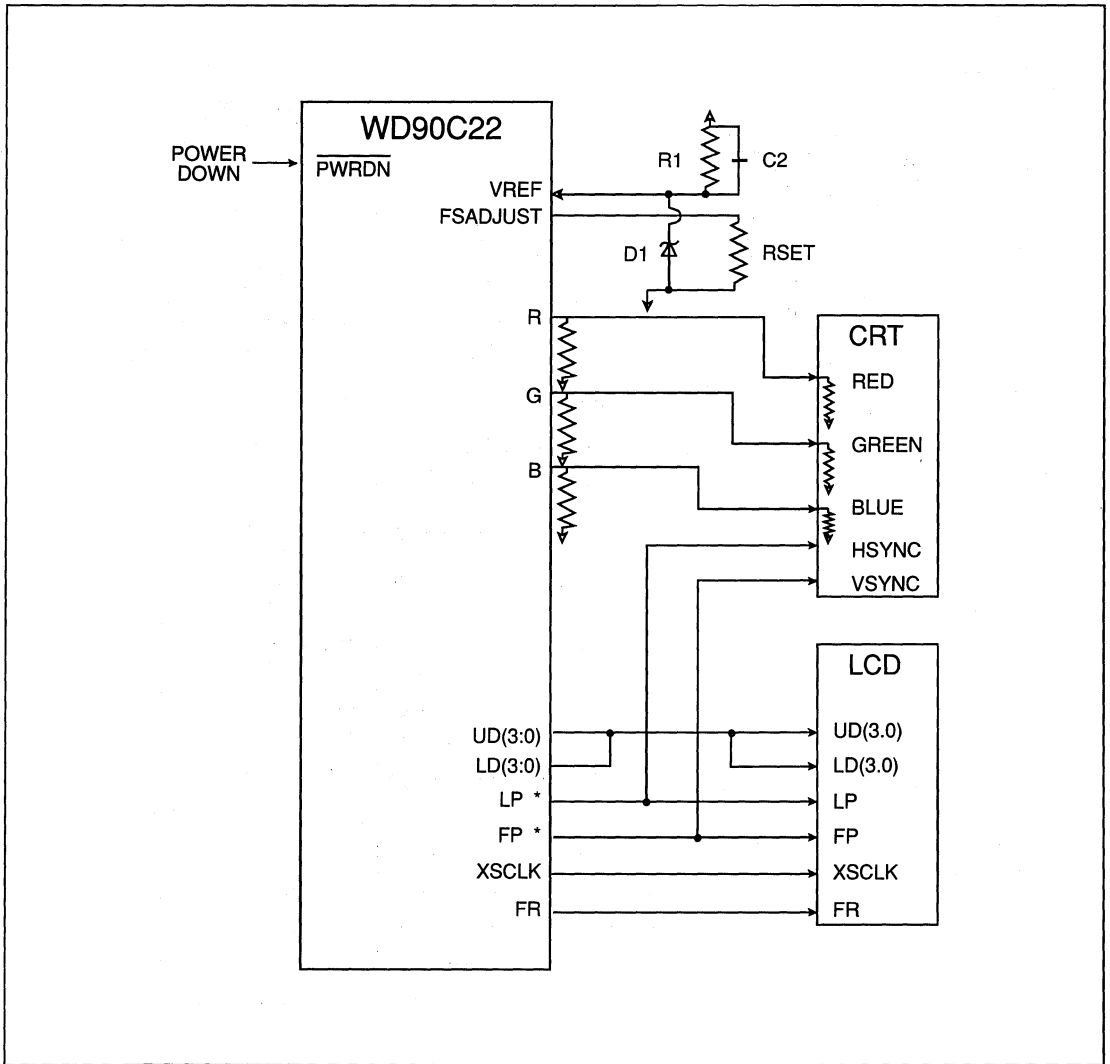 WD90C22
POWER
DOWN
PWRDN
VREF
FSADJUST
R1
C2
D1
RSET
R
G
B
CRT
RED
GREEN
BLUE
HSYNC
VSYNC
LCD
UD(3:0)
LD(3:0)
LP *
FP *
XSCLK
FR
UD(3.0)
LD(3.0)
LP
FP
XSCLK
FR